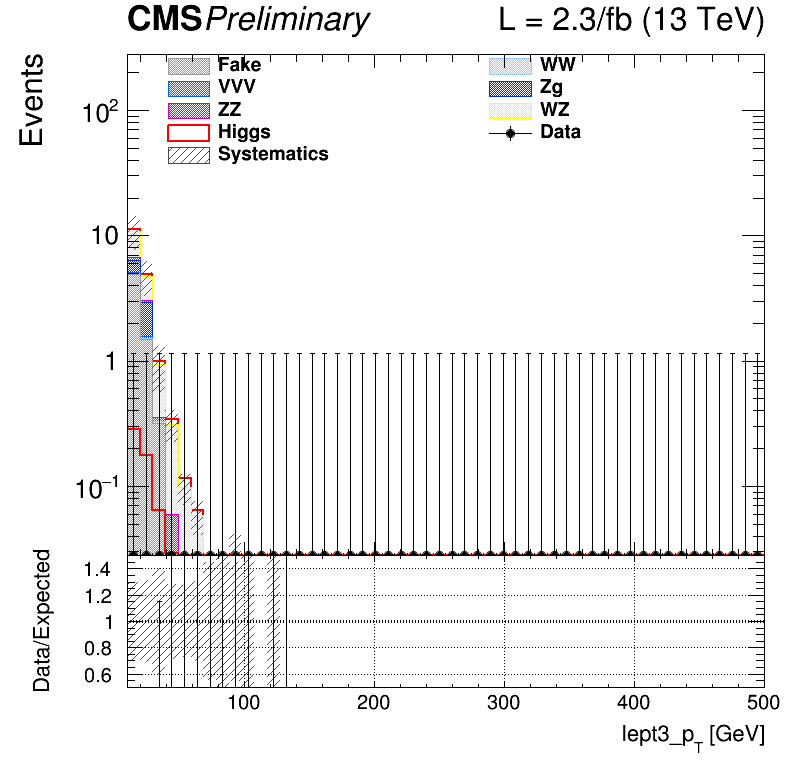 CMS Preliminary L = 2.3/fb (13 TeV)
Events
Fake WW
VVV Zg
ZZ WZ
Higgs Data
Systematics
10²
10
1
10⁻¹
Data/Expected
1.4
1.2
1
0.8
0.6
100 200 300 400 500
lept3_p_T [GeV]